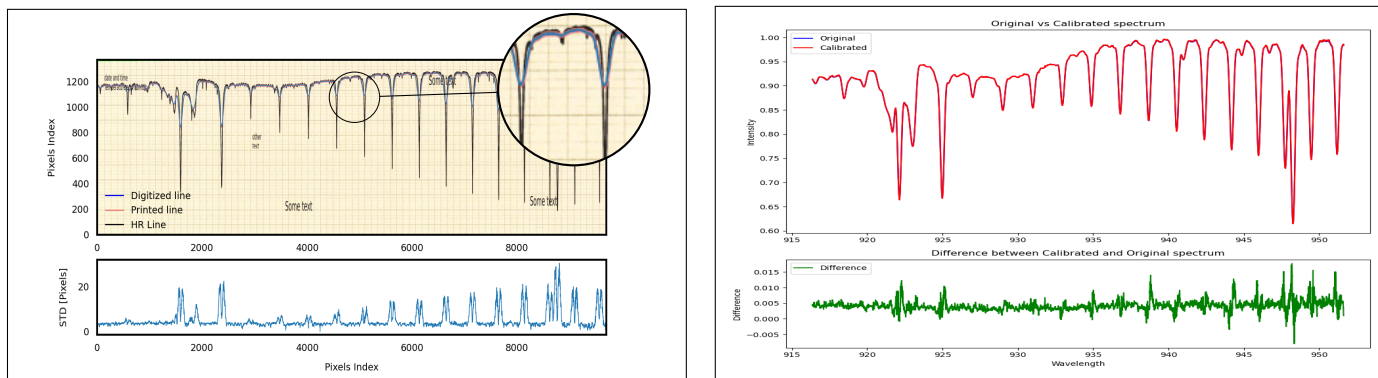 date and time
Some text
other
text
Some text
Some text
Digitized line
Printed line
HR Line
Pixels Index
1200
1000
800
600
400
200
0
0 2000 4000 6000 8000
STD [Pixels]
20
0
0 2000 4000 6000 8000
Pixels Index
Original vs Calibrated spectrum
Original
Calibrated
Intensity
1.00
0.95
0.90
0.85
0.80
0.75
0.70
0.65
0.60
915 920 925 930 935 940 945 950
Difference between Calibrated and Original spectrum
Difference
Difference
0.015
0.010
0.005
0.000
−0.005
915 920 925 930 935 940 945 950
Wavelength